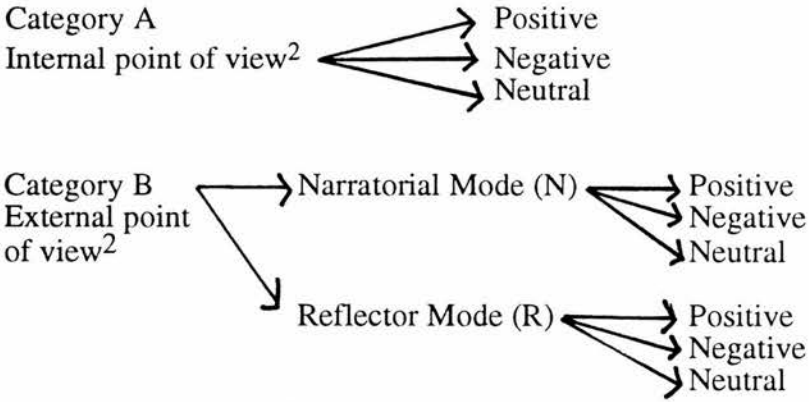 Category A Positive
Internal point of view2 Negative
Neutral
Category B Narratorial Mode (N) Positive
External point Negative
of view2 Neutral
Reflector Mode (R) Positive
Negative
Neutral